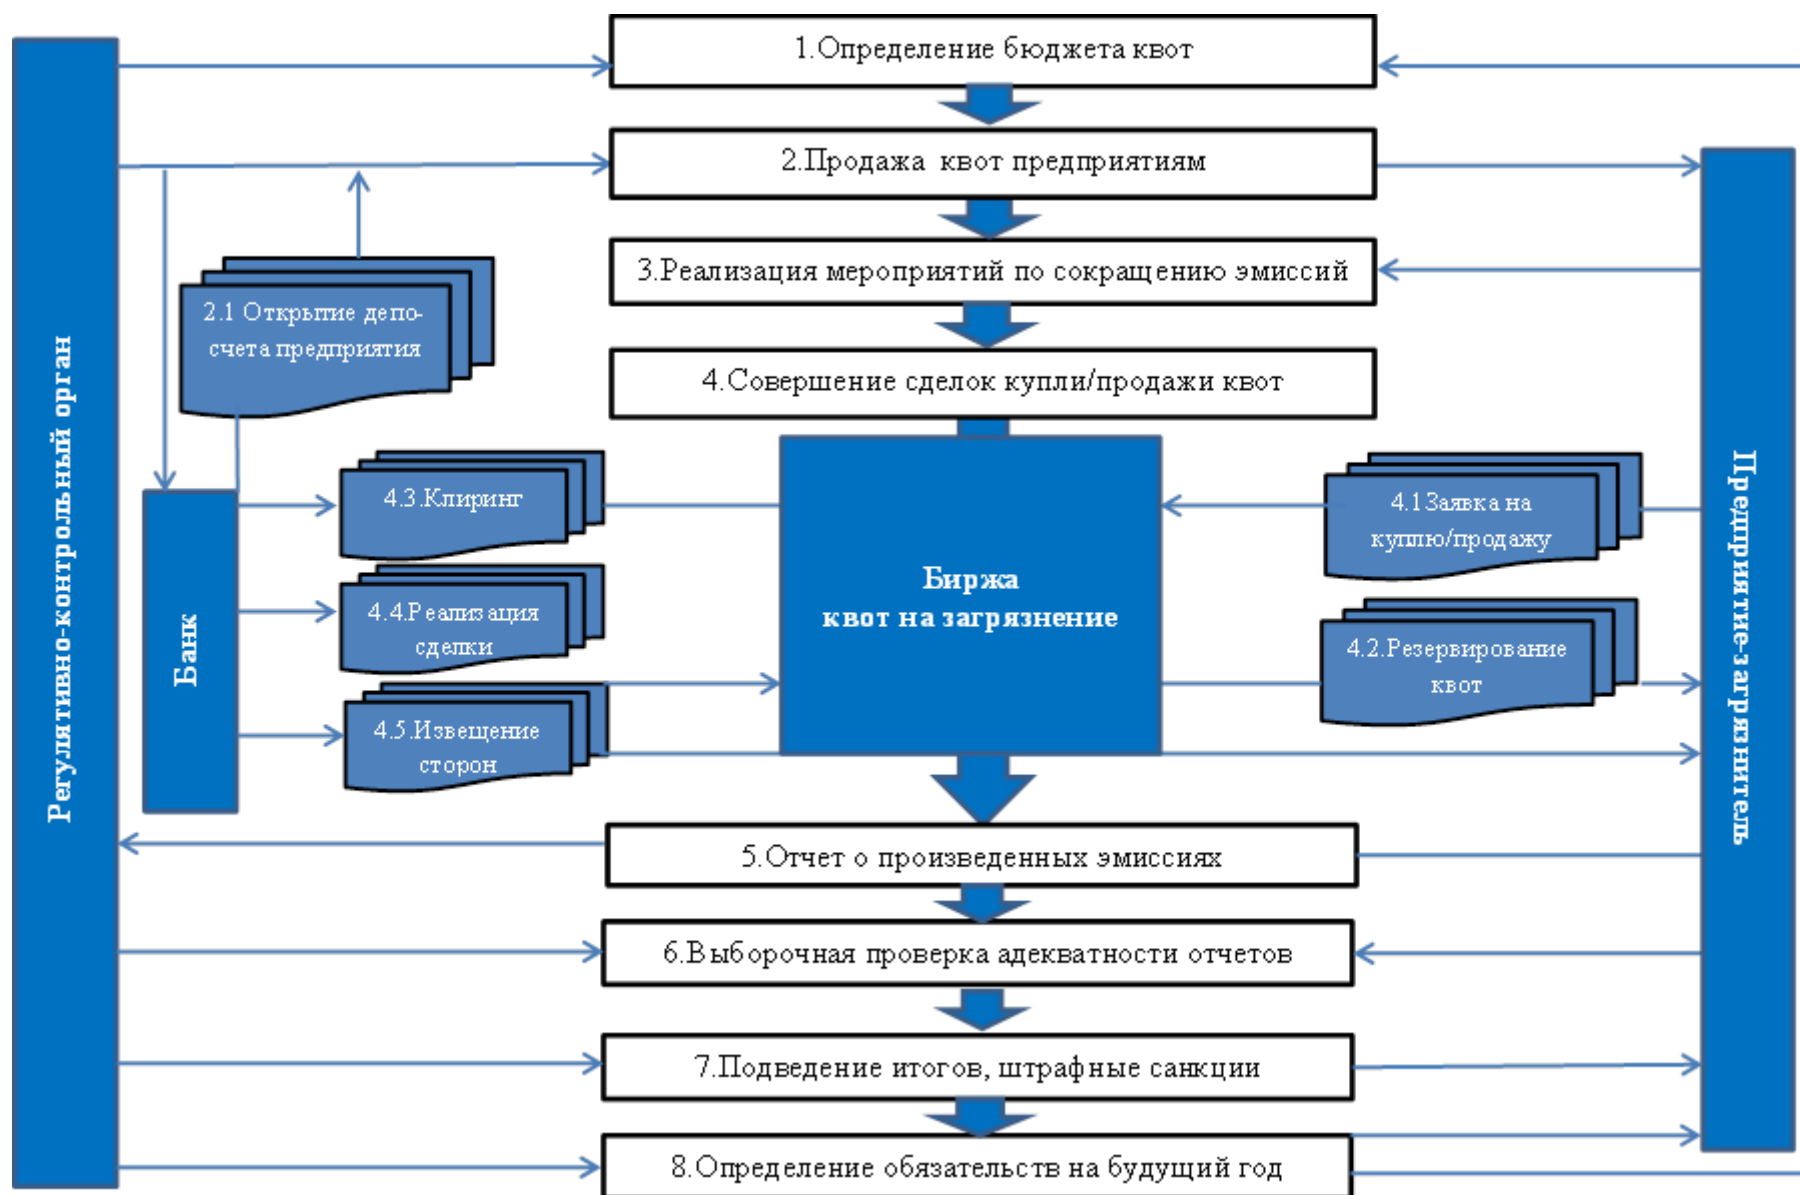 1.Определение бюджета квот
2.Продажа квот предприятиям
3.Реализация мероприятий по сокращению эмиссий
2.1 Открытие депо-
счета предприятия
4.Совершение сделок купли/продажи квот
Регулятивно-контрольный орган
Банк
4.3.Клиринг
4.4.Реализация
сделки
4.5.Извещение
сторон
Биржа
квот на загрязнение
4.1Заявка на
куплю/продажу
4.2.Резервирование
квот
Предприятие-загрязнитель
5.Отчет о произведенных эмиссиях
6.Выборочная проверка адекватности отчетов
7.Подведение итогов, штрафные санкции
8.Определение обязательств на будущий год